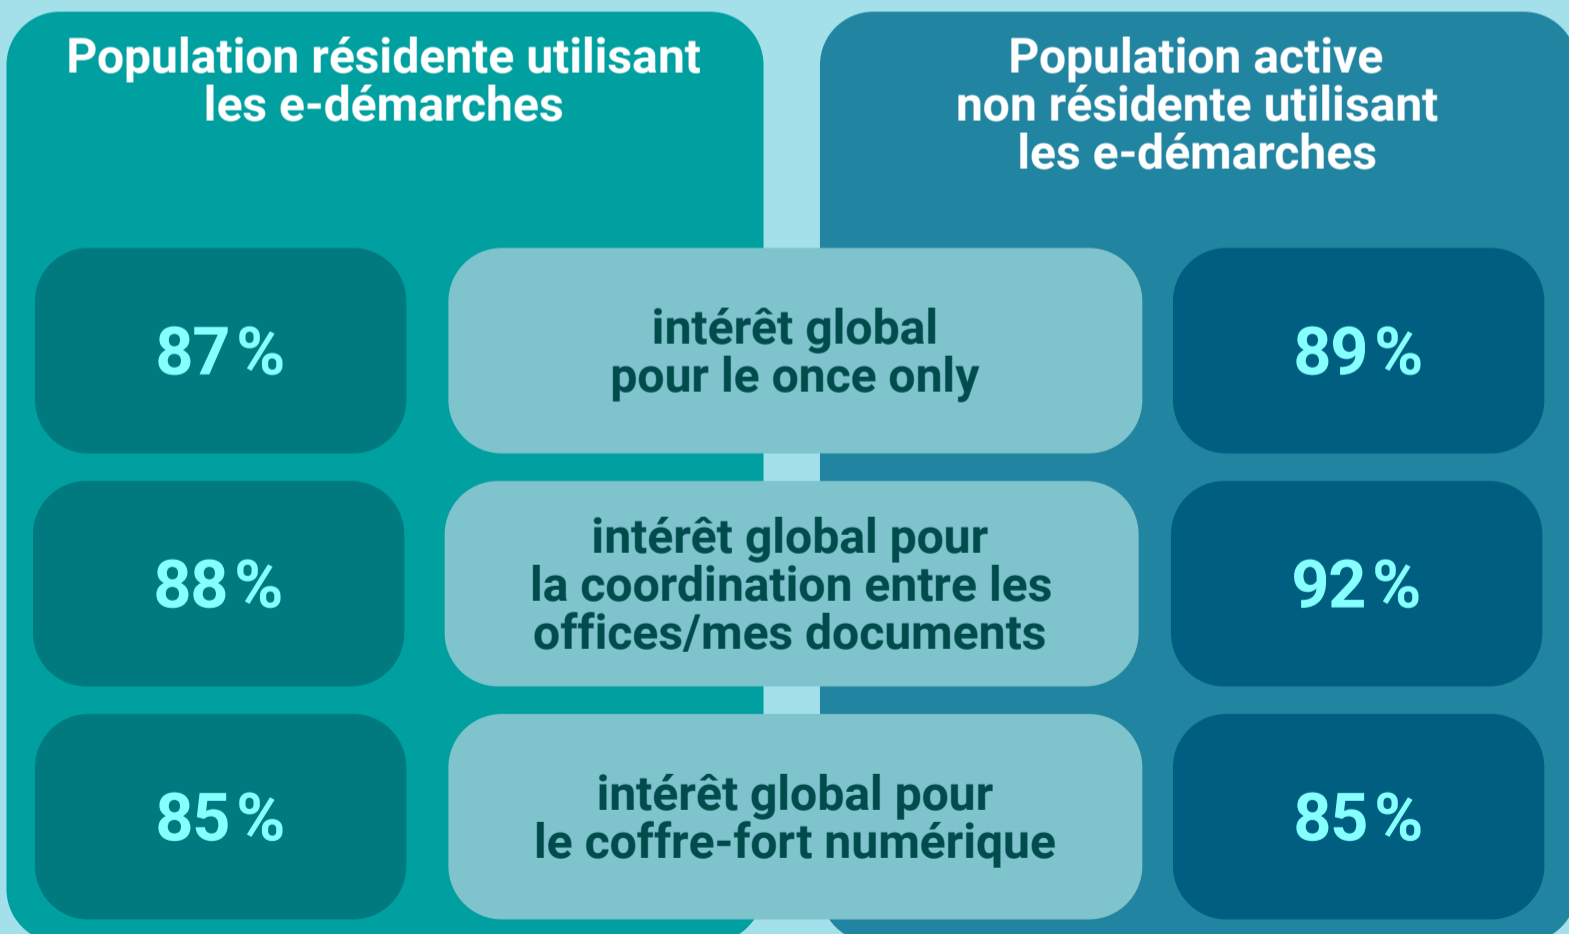 Population résidente utilisant
les e-démarches
Population active
non résidente utilisant
les e-démarches
87 %
intérêt global
pour le once only
89 %
88 %
intérêt global pour
la coordination entre les
offices/mes documents
92 %
85 %
intérêt global pour
le coffre-fort numérique
85 %